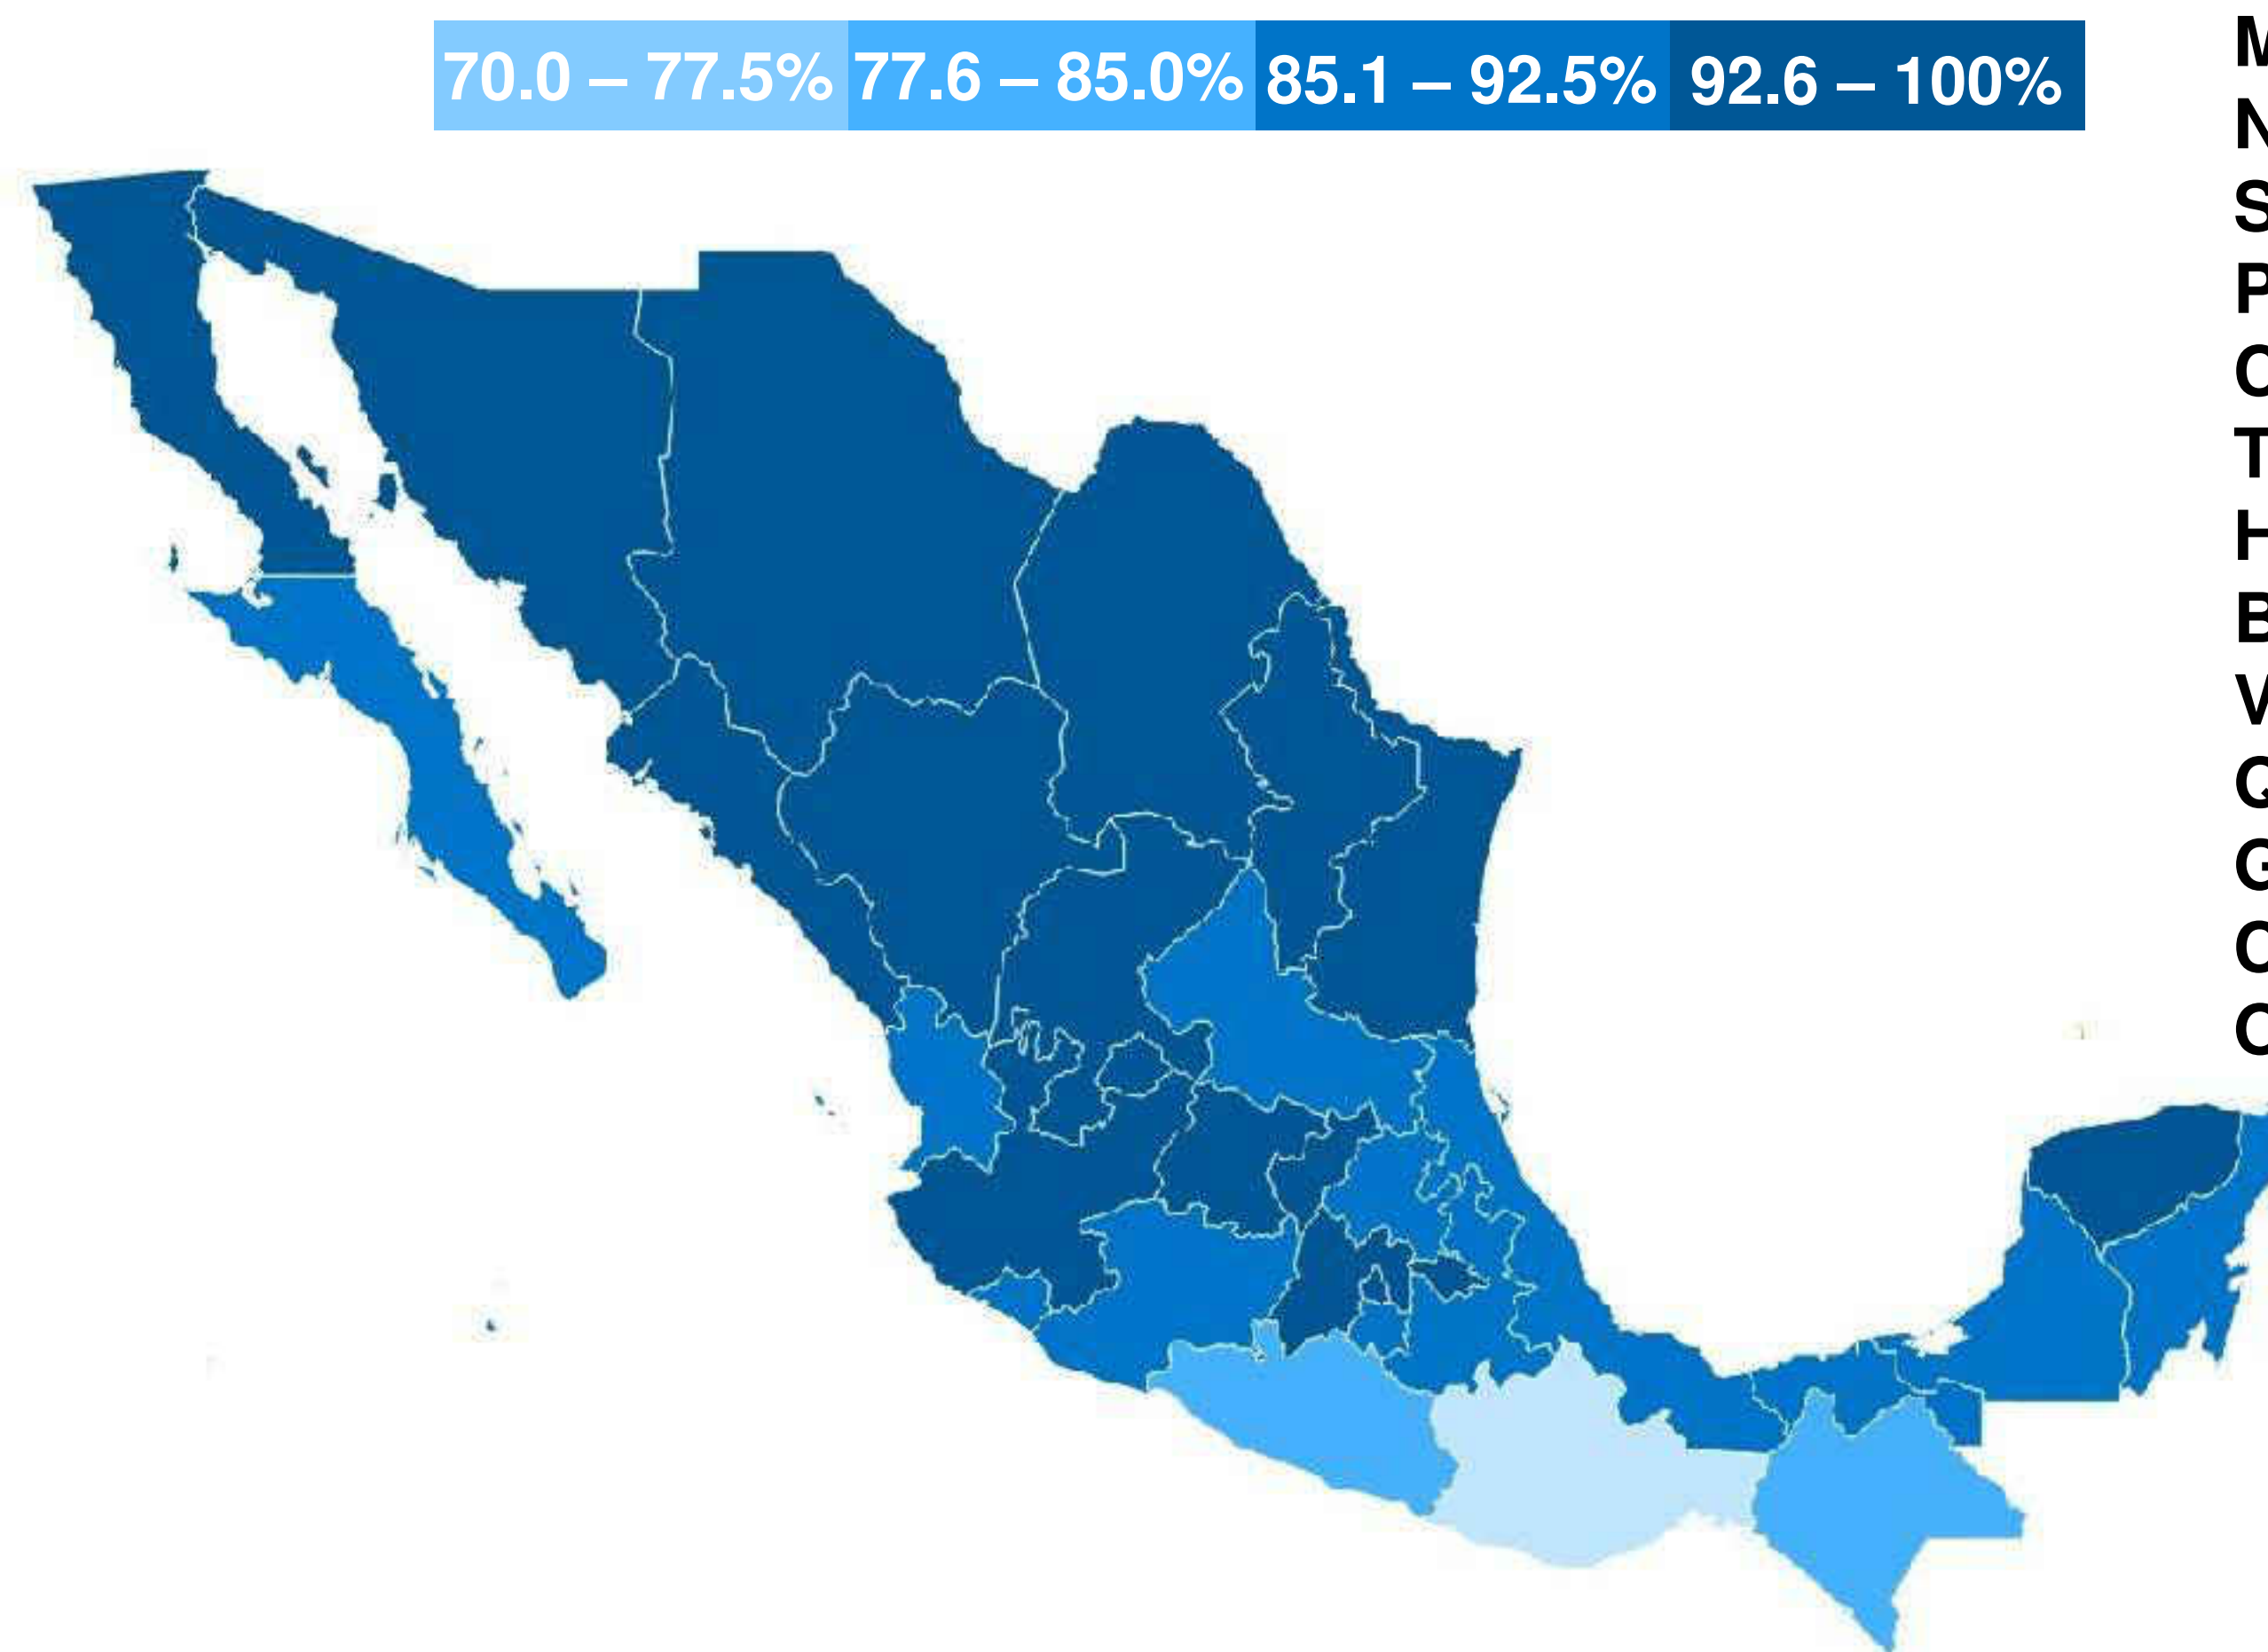 70.0 – 77.5% 77.6 – 85.0% 85.1 – 92.5% 92.6 – 100%
M
N
S
P
T
H
B
V
Q
G